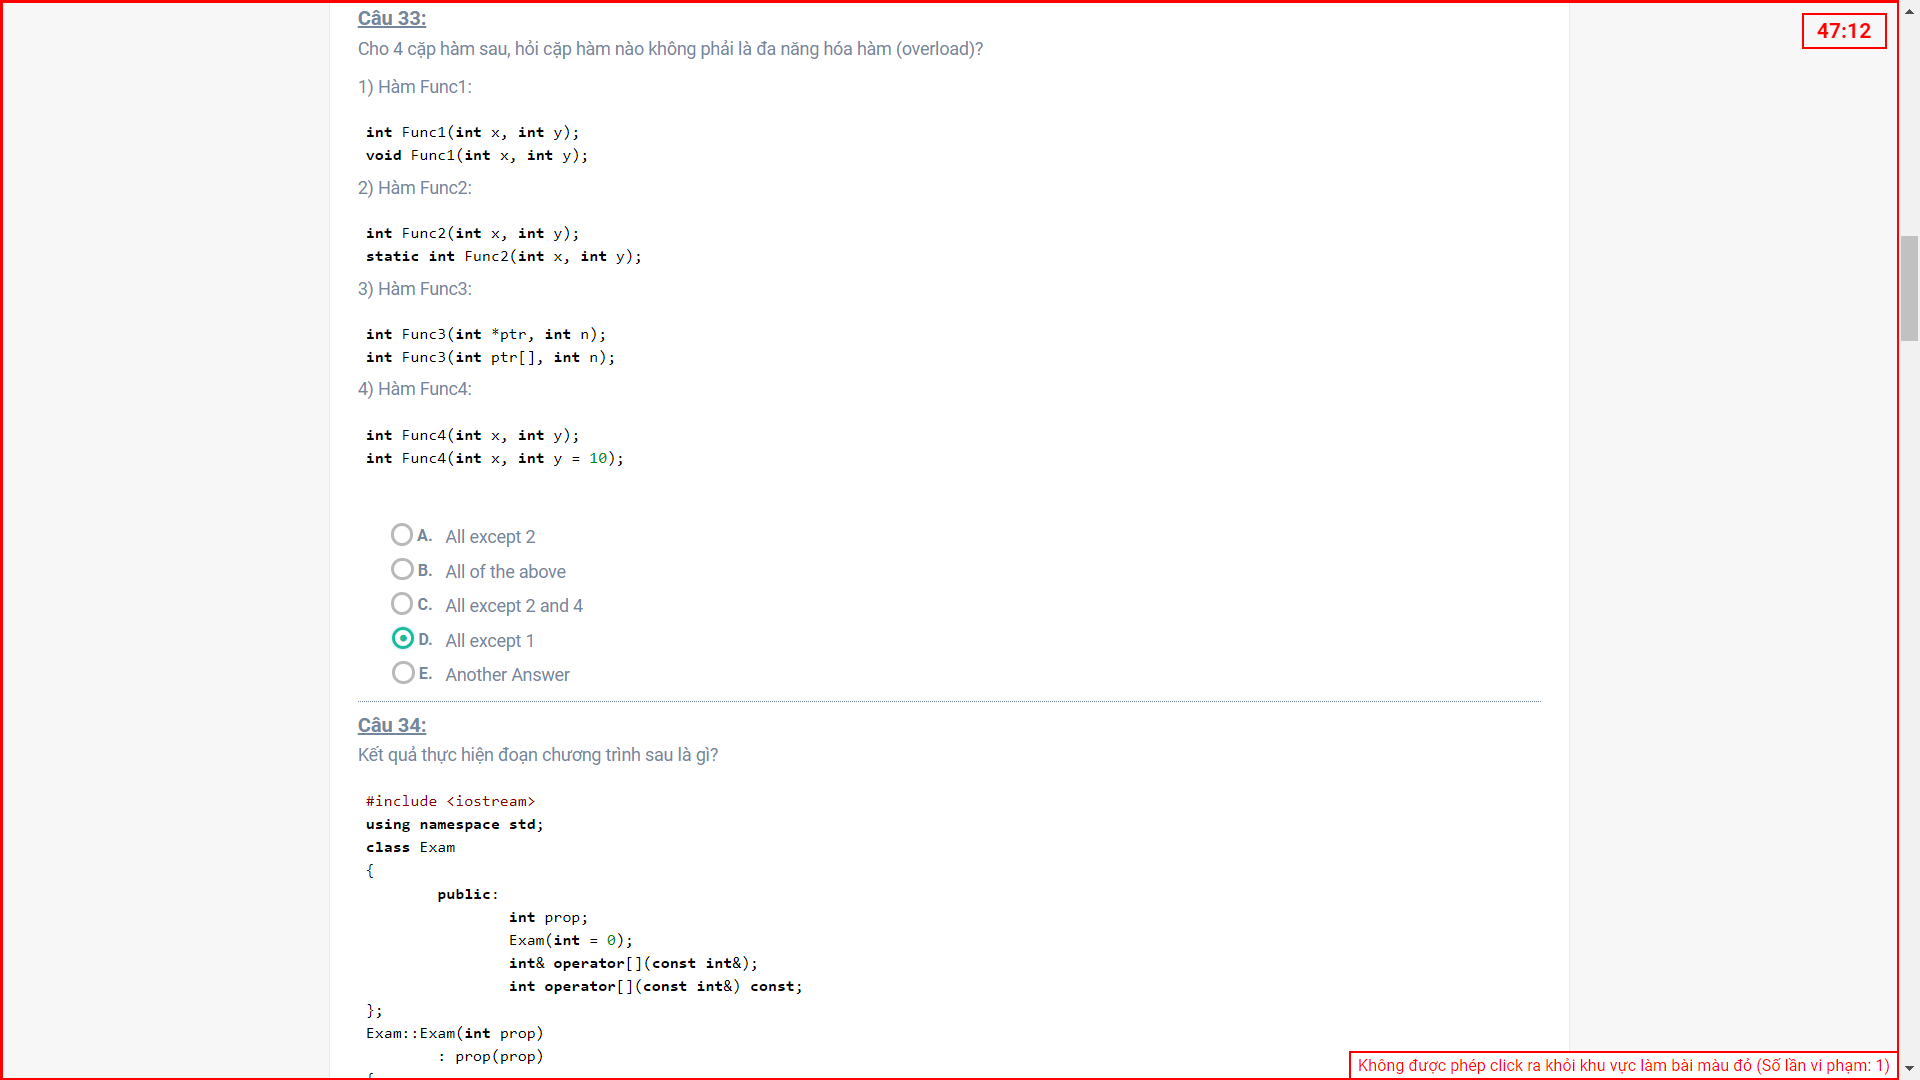 Câu 33:
47:12
Cho 4 cặp hàm sau, hỏi cặp hàm nào không phải là đa năng hóa hàm (overload)?
1) Hàm Func1:
int Func1(int x, int y);
void Func1(int x, int y);
2) Hàm Func2:
int Func2(int x, int y);
static int Func2(int x, int y);
3) Hàm Func3:
int Func3(int *ptr, int n);
int Func3(int ptr[], int n);
4) Hàm Func4:
int Func4(int x, int y);
int Func4(int x, int y = 10);
A. All except 2
B. All of the above
C. All except 2 and 4
D. All except 1
E. Another Answer
Câu 34:
Kết quả thực hiện đoạn chương trình sau là gì?
#include <iostream>
using namespace std;
class Exam
{
public:
int prop;
Exam(int = 0);
int& operator[](const int&);
int operator[](const int&) const;
};
Exam::Exam(int prop)
: prop(prop)
Không được phép click ra khỏi khu vực làm bài màu đỏ (Số lần vi phạm: 1)